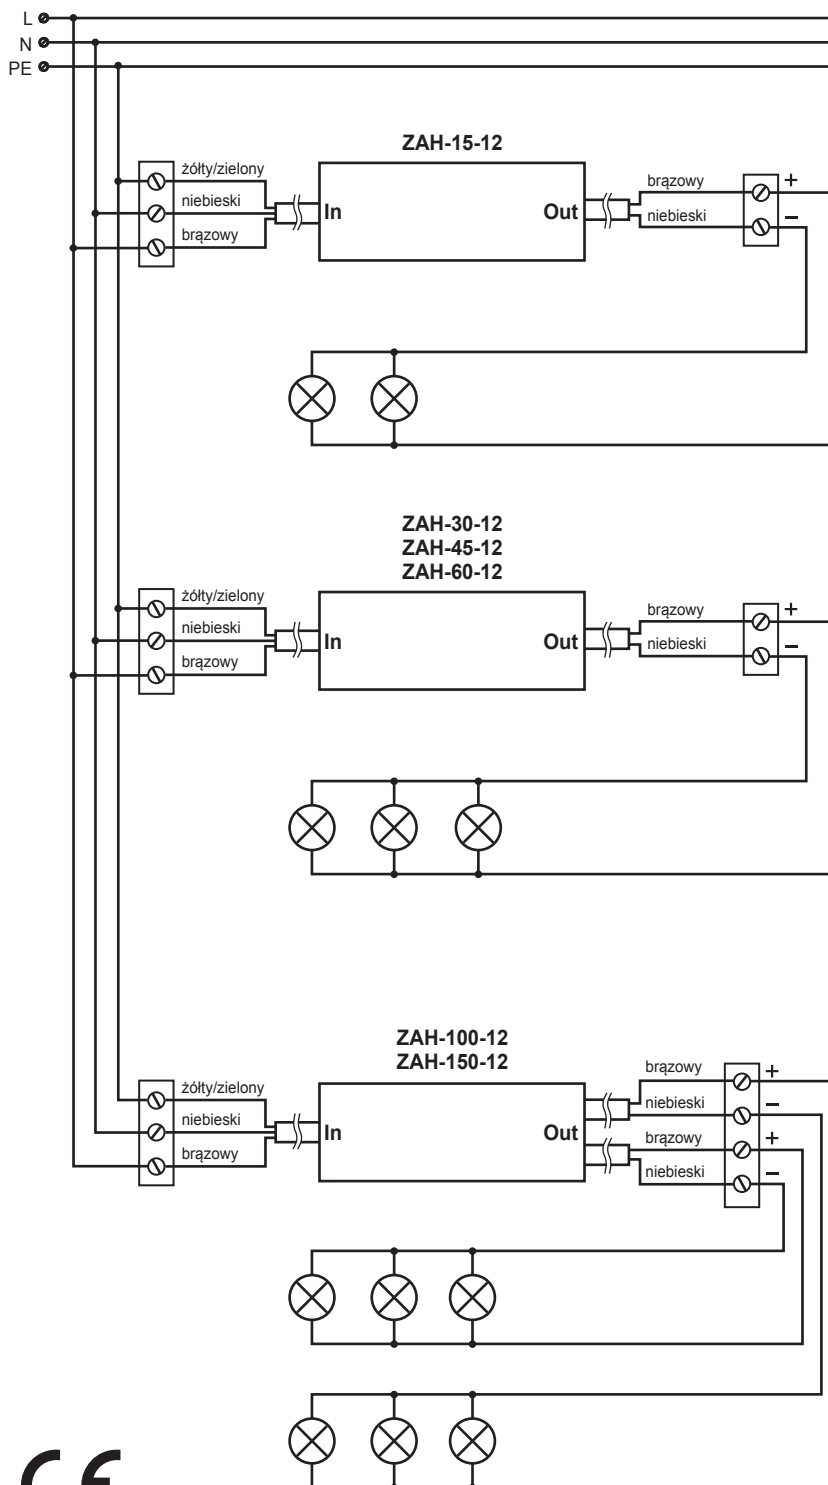 L
N
PE
ZAH-15-12
żółty/zielony
niebieski
brązowy
In
Out
brązowy
niebieski
+
−
ZAH-30-12
ZAH-45-12
ZAH-60-12
żółty/zielony
niebieski
brązowy
In
Out
brązowy
niebieski
+
−
ZAH-100-12
ZAH-150-12
żółty/zielony
niebieski
brązowy
In
Out
brązowy
niebieski
brązowy
niebieski
+
−
+
−
CE